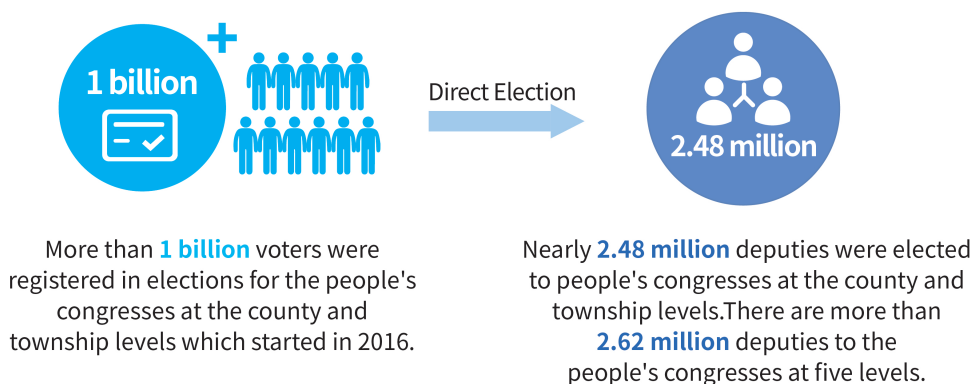 1 billion
Direct Election
2.48 million
More than 1 billion voters were
registered in elections for the people's
congresses at the county and
township levels which started in 2016.
Nearly 2.48 million deputies were elected
to people's congresses at the county and
township levels.There are more than
2.62 million deputies to the
people's congresses at five levels.